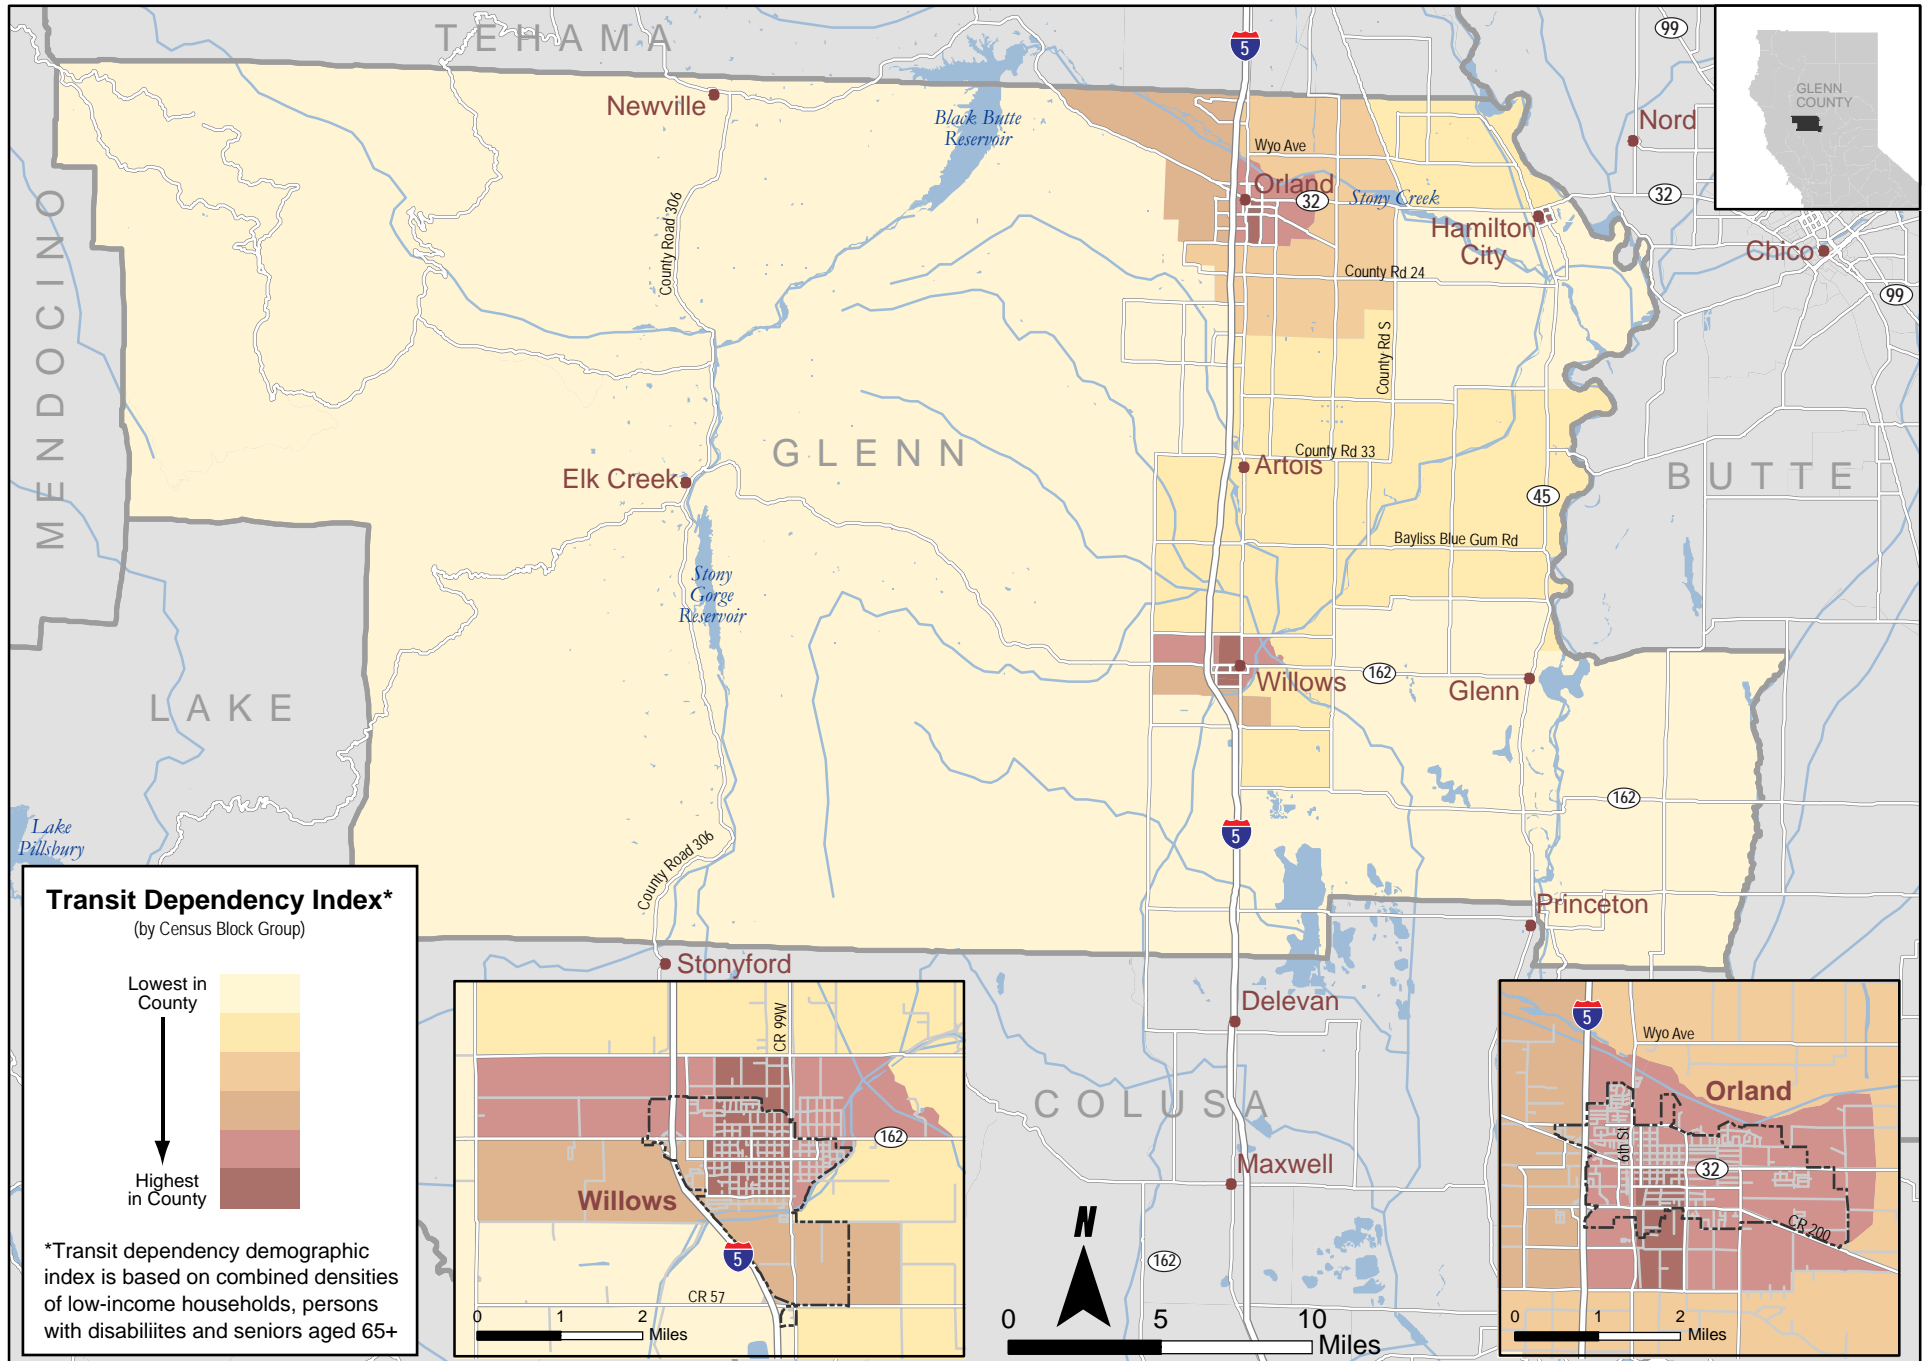 TEHAMA
5
99
GLENN
COUNTY
Newville
Black Butte
Reservoir
Nord
Wyo Ave
Orland
32
Stony Creek
32
Hamilton
City
Chico
County Road 306
County Rd 24
99
MENDOCINO
County Rd S
GLENN
County Rd 33
Artois
BUTTE
Elk Creek
45
Bayliss Blue Gum Rd
Stony
Gorge
Reservoir
162
Willows
Glenn
LAKE
162
Lake
Pillsbury
5
County Road 306
Princeton
Stonyford
Delevan
COLUSA
Maxwell
162
Transit Dependency Index*
(by Census Block Group)
Lowest in
County
Highest
in County
*Transit dependency demographic
index is based on combined densities
of low-income households, persons
with disabiliites and seniors aged 65+
CR 99W
162
Willows
5
CR 57
0 1 2
Miles
N
0 5 10
Miles
5
Wyo Ave
Orland
6th St
32
CR 200
0 1 2
Miles